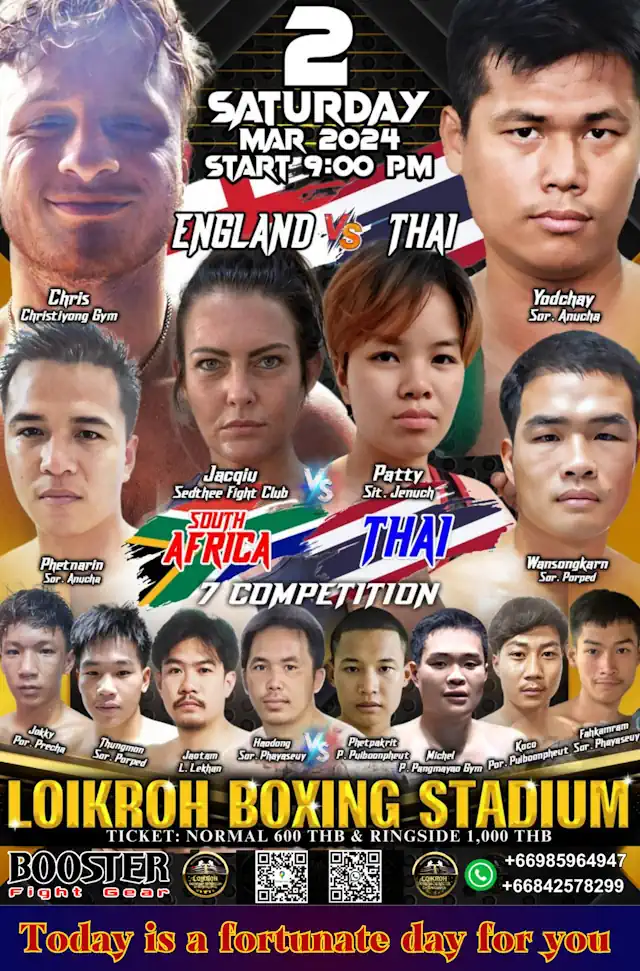 2
SATURDAY
MAR 2024
START 9:00 PM
ENGLAND VS THAI
Chris
Christiyong Gym
Yodchay
Sor. Anucha
Jacqiu
Sedthee Fight Club
VS
Patty
Sit. Jenuch
SOUTH
AFRICA
THAI
Phetnarin
Sor. Anucha
Wansongkarn
Sor. Porped
7 COMPETITION
Jokky
Por. Precha
Thungmon
Sor. Porped
Jaotam
L. Lekhan
Haodong
Sor. Phayaseuy
VS
Phetpakrit
P. Puiboonpheut
Michel
P. Pangmayao Gym
Koco
Por. Puiboonpheut
Fahkamram
Sor. Phayaseuy
LOIKROH BOXING STADIUM
TICKET: NORMAL 600 THB & RINGSIDE 1,000 THB
BOOSTER
Fight Gear
LOIKROH
LOIKROH
+66985964947
+66842578299
Today is a fortunate day for you